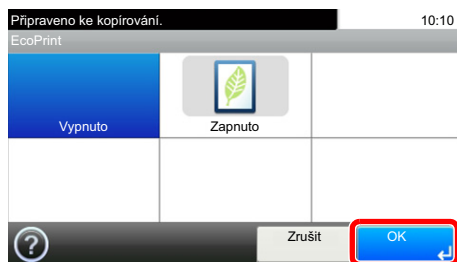 Připraveno ke kopírování. 10:10
EcoPrint
Vypnuto Zapnuto
? Zrušit OK